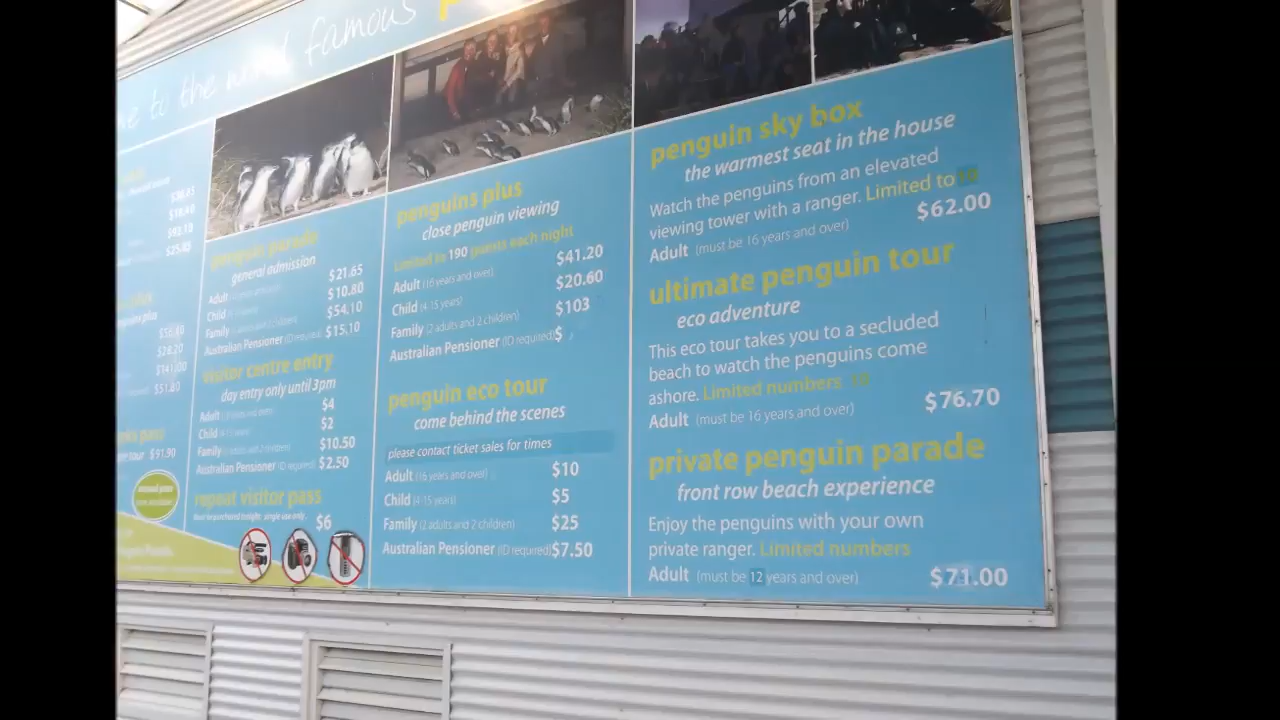 to the world famous
$141.00
$51.80
$91.90
penguin parade
general admission
Adult $21.65
Child $10.80
Family (2 adults and 2 children) $54.10
Australian Pensioner (ID required) $15.10
visitor centre entry
day entry only until 3pm
Adult $4
Child (4-15 years) $2
Family (2 adults and 2 children) $10.50
Australian Pensioner (ID required) $2.50
repeat visitor pass
$6
penguins plus
close penguin viewing
Limited to 190 guests each night
Adult (16 years and over) $41.20
Child (4-15 years) $20.60
Family (2 adults and 2 children) $103
Australian Pensioner (ID required) $
penguin eco tour
come behind the scenes
please contact ticket sales for times
Adult (16 years and over) $10
Child (4-15 years) $5
Family (2 adults and 2 children) $25
Australian Pensioner (ID required) $7.50
penguin sky box
the warmest seat in the house
Watch the penguins from an elevated
viewing tower with a ranger. Limited to
Adult (must be 16 years and over) $62.00
ultimate penguin tour
eco adventure
This eco tour takes you to a secluded
beach to watch the penguins come
ashore. Limited numbers
Adult (must be 16 years and over) $76.70
private penguin parade
front row beach experience
Enjoy the penguins with your own
private ranger. Limited numbers
Adult (must be 12 years and over) $71.00